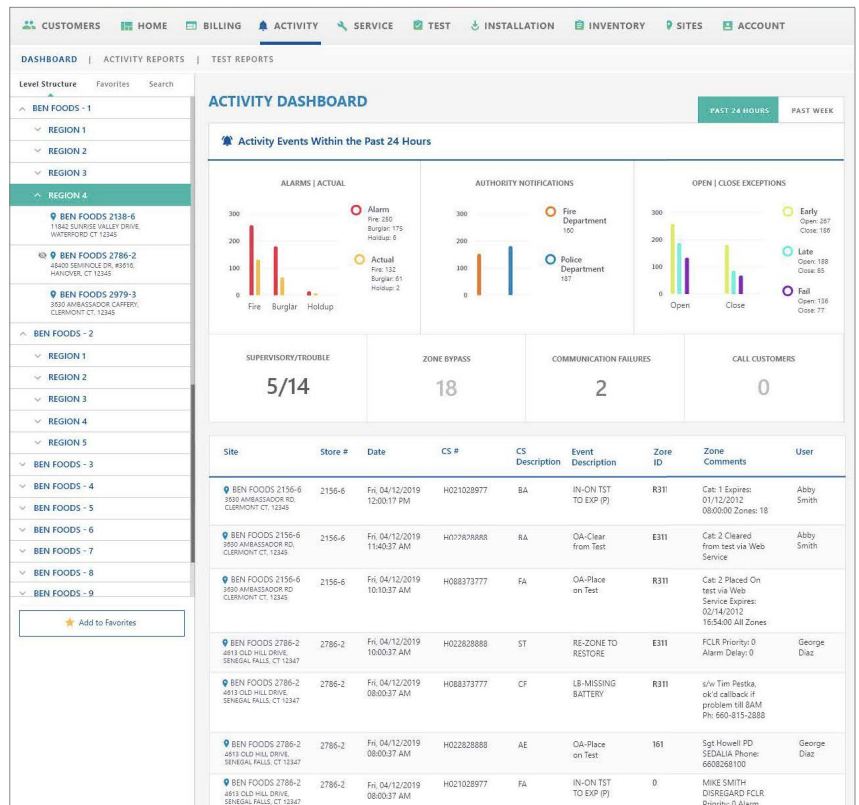 CUSTOMERS HOME BILLING ACTIVITY SERVICE TEST INSTALLATION INVENTORY SITES ACCOUNT
DASHBOARD | ACTIVITY REPORTS | TEST REPORTS
Level Structure Favorites Search
BEN FOODS - 1
REGION 1
REGION 2
REGION 3
REGION 4
BEN FOODS 2138-6
11842 SUNRISE VALLEY DRIVE,
WATERFORD CT 12345
BEN FOODS 2786-2
48400 SEMINOLE DR, #3616,
HANOVER, CT 12345
BEN FOODS 2979-3
3630 AMBASSADOR CAFFERY,
CLERMONT CT, 12345
BEN FOODS - 2
REGION 1
REGION 2
REGION 3
REGION 4
REGION 5
BEN FOODS - 3
BEN FOODS - 4
BEN FOODS - 5
BEN FOODS - 6
BEN FOODS - 7
BEN FOODS - 8
BEN FOODS - 9
Add to Favorites
ACTIVITY DASHBOARD
PAST 24 HOURS PAST WEEK
Activity Events Within the Past 24 Hours
ALARMS | ACTUAL
300
200
100
0
Fire Burglar Holdup
Alarm
Fire: 260
Burglar: 175
Holdup: 6
Actual
Fire: 132
Burglar: 61
Holdup: 2
AUTHORITY NOTIFICATIONS
300
200
100
0
Fire
Department
160
Police
Department
187
OPEN | CLOSE EXCEPTIONS
300
200
100
0
Open Close
Early
Open: 267
Close: 186
Late
Open: 188
Close: 85
Fail
Open: 136
Close: 77
SUPERVISORY/TROUBLE
5/14
ZONE BYPASS
18
COMMUNICATION FAILURES
2
CALL CUSTOMERS
0
Site Store # Date CS # CS Description Event Description Zore ID Zone Comments User
BEN FOODS 2156-6 2156-6 Fri, 04/12/2019 H021028977 BA IN-ON TST R311 Cat: 1 Expires: Abby
3630 AMBASSADOR RD, 12:00:17 PM TO EXP (P) 01/12/2012 Smith
CLERMONT CT, 12345 08:00:00 Zones: 18
BEN FOODS 2156-6 2156-6 Fri, 04/12/2019 H022828888 BA OA-Clear E311 Cat: 2 Cleared Abby
3630 AMBASSADOR RD, 11:40:37 AM from Test from test via Web Smith
CLERMONT CT, 12345 Service
BEN FOODS 2156-6 2156-6 Fri, 04/12/2019 H088373777 FA OA-Place R311 Cat: 2 Placed On
3630 AMBASSADOR RD 10:10:37 AM on Test test via Web
CLERMONT CT, 12345 Service Expires:
02/14/2012
16:54:00 All Zones
BEN FOODS 2786-2 2786-2 Fri, 04/12/2019 H022828888 ST RE-ZONE TO E311 FCLR Priority: 0 George
4613 OLD HILL DRIVE, 10:00:37 AM RESTORE Alarm Delay: 0 Diaz
SENEGAL FALLS, CT 12347
BEN FOODS 2786-2 2786-2 Fri, 04/12/2019 H088373777 CF LB-MISSING R311 s/w Tim Pestka,
4613 OLD HILL DRIVE, 08:00:37 AM BATTERY ok'd callback if
SENEGAL FALLS, CT 12347 problem till 8AM
Ph: 660-815-2888
BEN FOODS 2786-2 2786-2 Fri, 04/12/2019 H022828888 AE OA-Place 161 Sgt Howell PD George
4613 OLD HILL DRIVE, 08:00:37 AM on Test SEDALIA Phone: Diaz
SENEGAL FALLS, CT 12347 6608268100
BEN FOODS 2786-2 2786-2 Fri, 04/12/2019 H021028977 FA IN-ON TST 0 MIKE SMITH
4613 OLD HILL DRIVE, 08:00:37 AM TO EXP (P) DISREGARD FCLR
SENEGAL FALLS, CT 12347 Priority: 0 Alarm